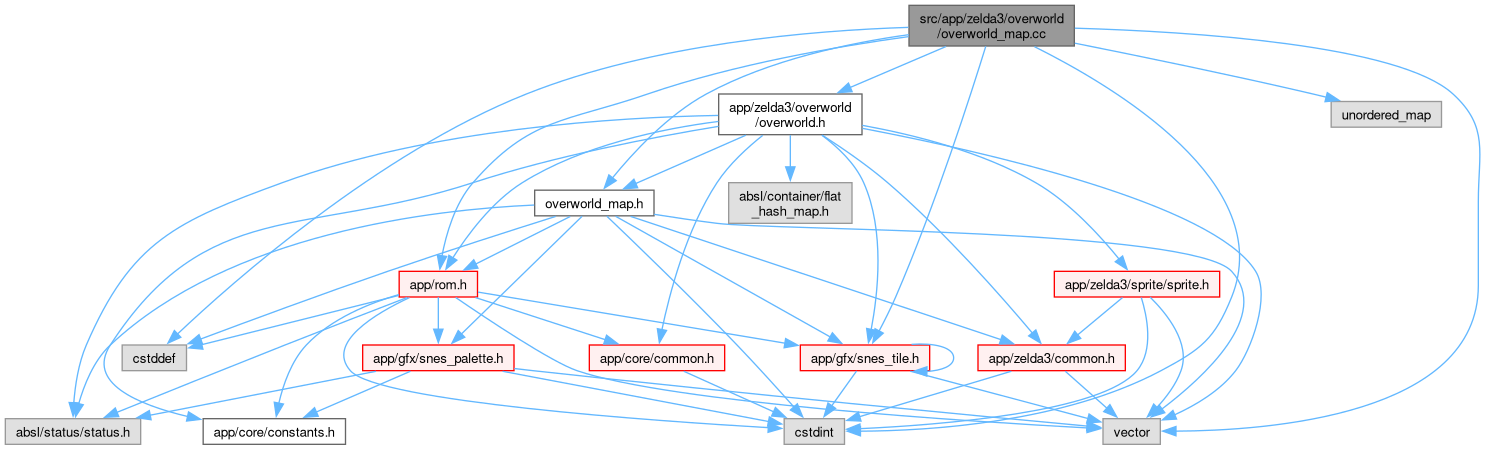 src/app/zelda3/overworld
/overworld_map.cc
app/zelda3/overworld
/overworld.h
unordered_map
absl/container/flat
_hash_map.h
overworld_map.h
app/rom.h
app/zelda3/sprite/sprite.h
cstddef
app/gfx/snes_palette.h
app/core/common.h
app/gfx/snes_tile.h
app/zelda3/common.h
absl/status/status.h
app/core/constants.h
cstdint
vector